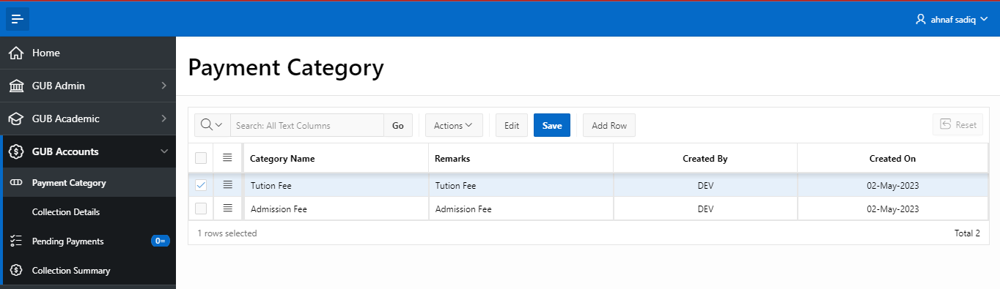 ahnaf sadiq
Home
GUB Admin
GUB Academic
GUB Accounts
Payment Category
Collection Details
Pending Payments 0=
Collection Summary
Payment Category
Search: All Text Columns Go Actions Edit Save Add Row Reset
Category Name Remarks Created By Created On
Tution Fee Tution Fee DEV 02-May-2023
Admission Fee Admission Fee DEV 02-May-2023
1 rows selected Total 2